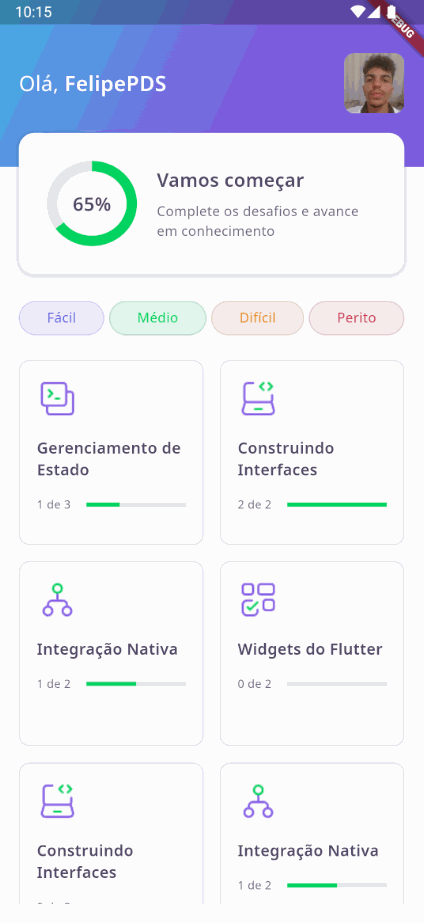 10:15
DEBUG
Olá, FelipePDS
65%
Vamos começar
Complete os desafios e avance
em conhecimento
Fácil
Médio
Difícil
Perito
Gerenciamento de
Estado
1 de 3
Construindo
Interfaces
2 de 2
Integração Nativa
1 de 2
Widgets do Flutter
0 de 2
Construindo
Interfaces
Integração Nativa
1 de 2